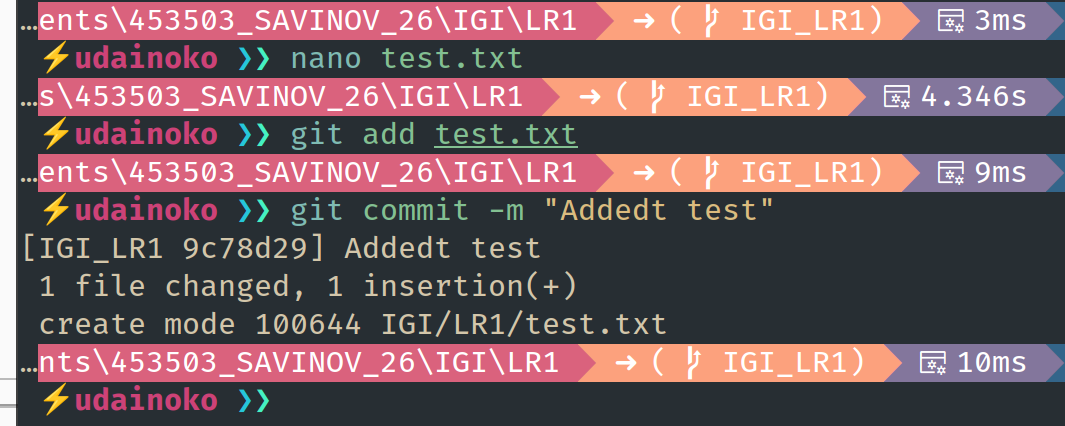 …ents\453503_SAVINOV_26\IGI\LR1 ➜ ( IGI_LR1) 3ms
⚡udainoko ❯❯ nano test.txt
…s\453503_SAVINOV_26\IGI\LR1 ➜ ( IGI_LR1) 4.346s
⚡udainoko ❯❯ git add test.txt
…ents\453503_SAVINOV_26\IGI\LR1 ➜ ( IGI_LR1) 9ms
⚡udainoko ❯❯ git commit -m "Addedt test"
[IGI_LR1 9c78d29] Addedt test
1 file changed, 1 insertion(+)
create mode 100644 IGI/LR1/test.txt
…nts\453503_SAVINOV_26\IGI\LR1 ➜ ( IGI_LR1) 10ms
⚡udainoko ❯❯